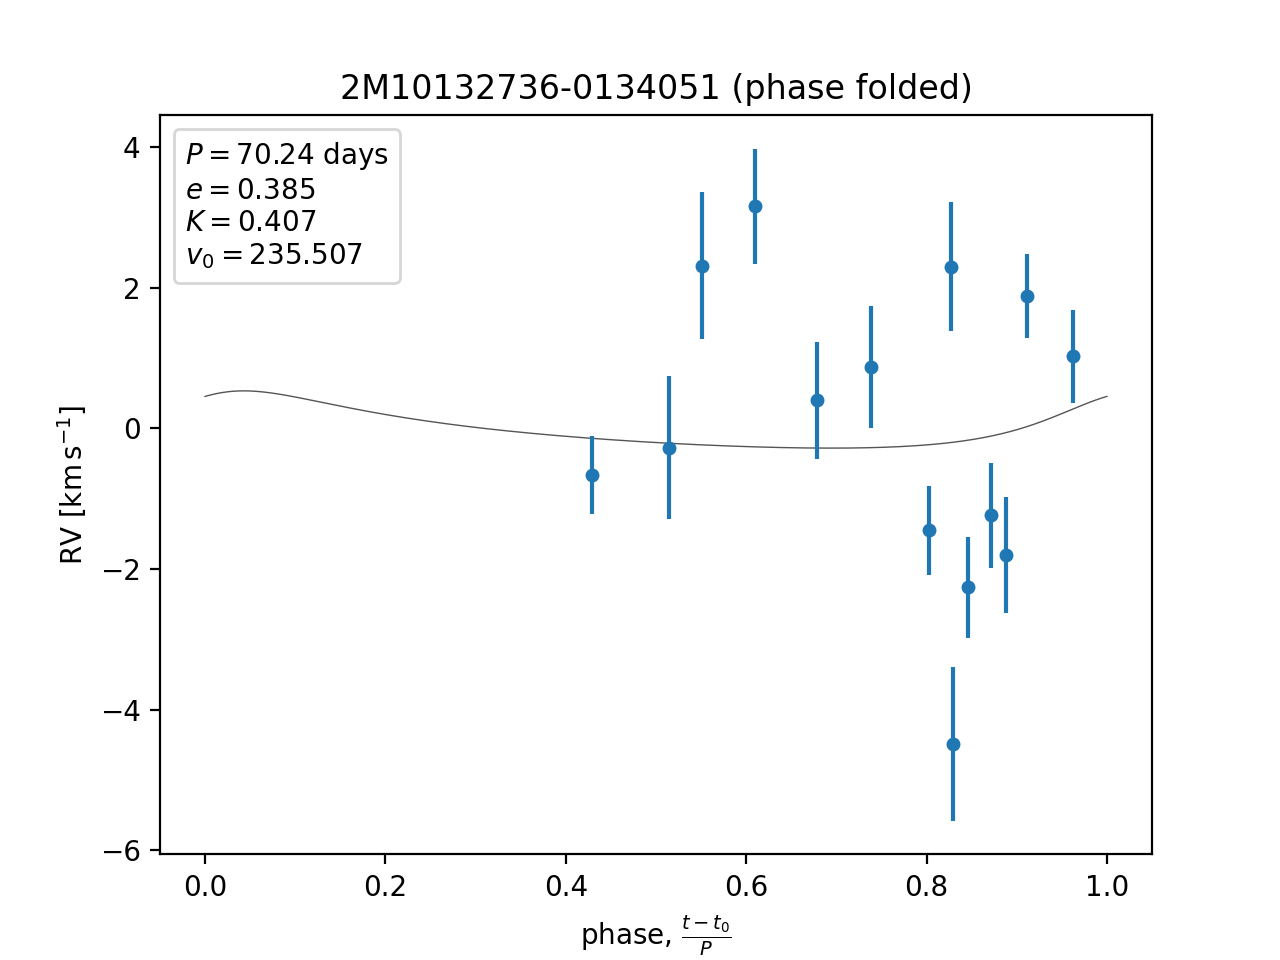 2M10132736-0134051 (phase folded)
P = 70.24 days
e = 0.385
K = 0.407
v₀ = 235.507
4
2
0
−2
−4
−6
RV [km s⁻¹]
0.0 0.2 0.4 0.6 0.8 1.0
phase, (t − t₀)/P